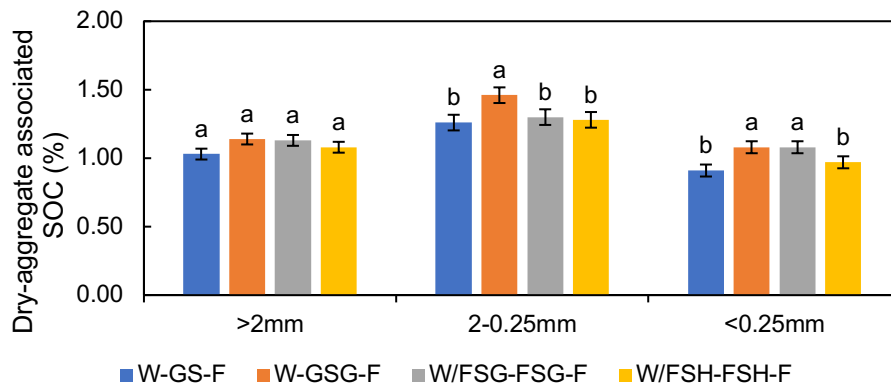 Dry-aggregate associated
SOC (%)
2.00
1.50
1.00
0.50
0.00
a a a a
b a b b
b a a b
>2mm 2-0.25mm <0.25mm
W-GS-F W-GSG-F W/FSG-FSG-F W/FSH-FSH-F